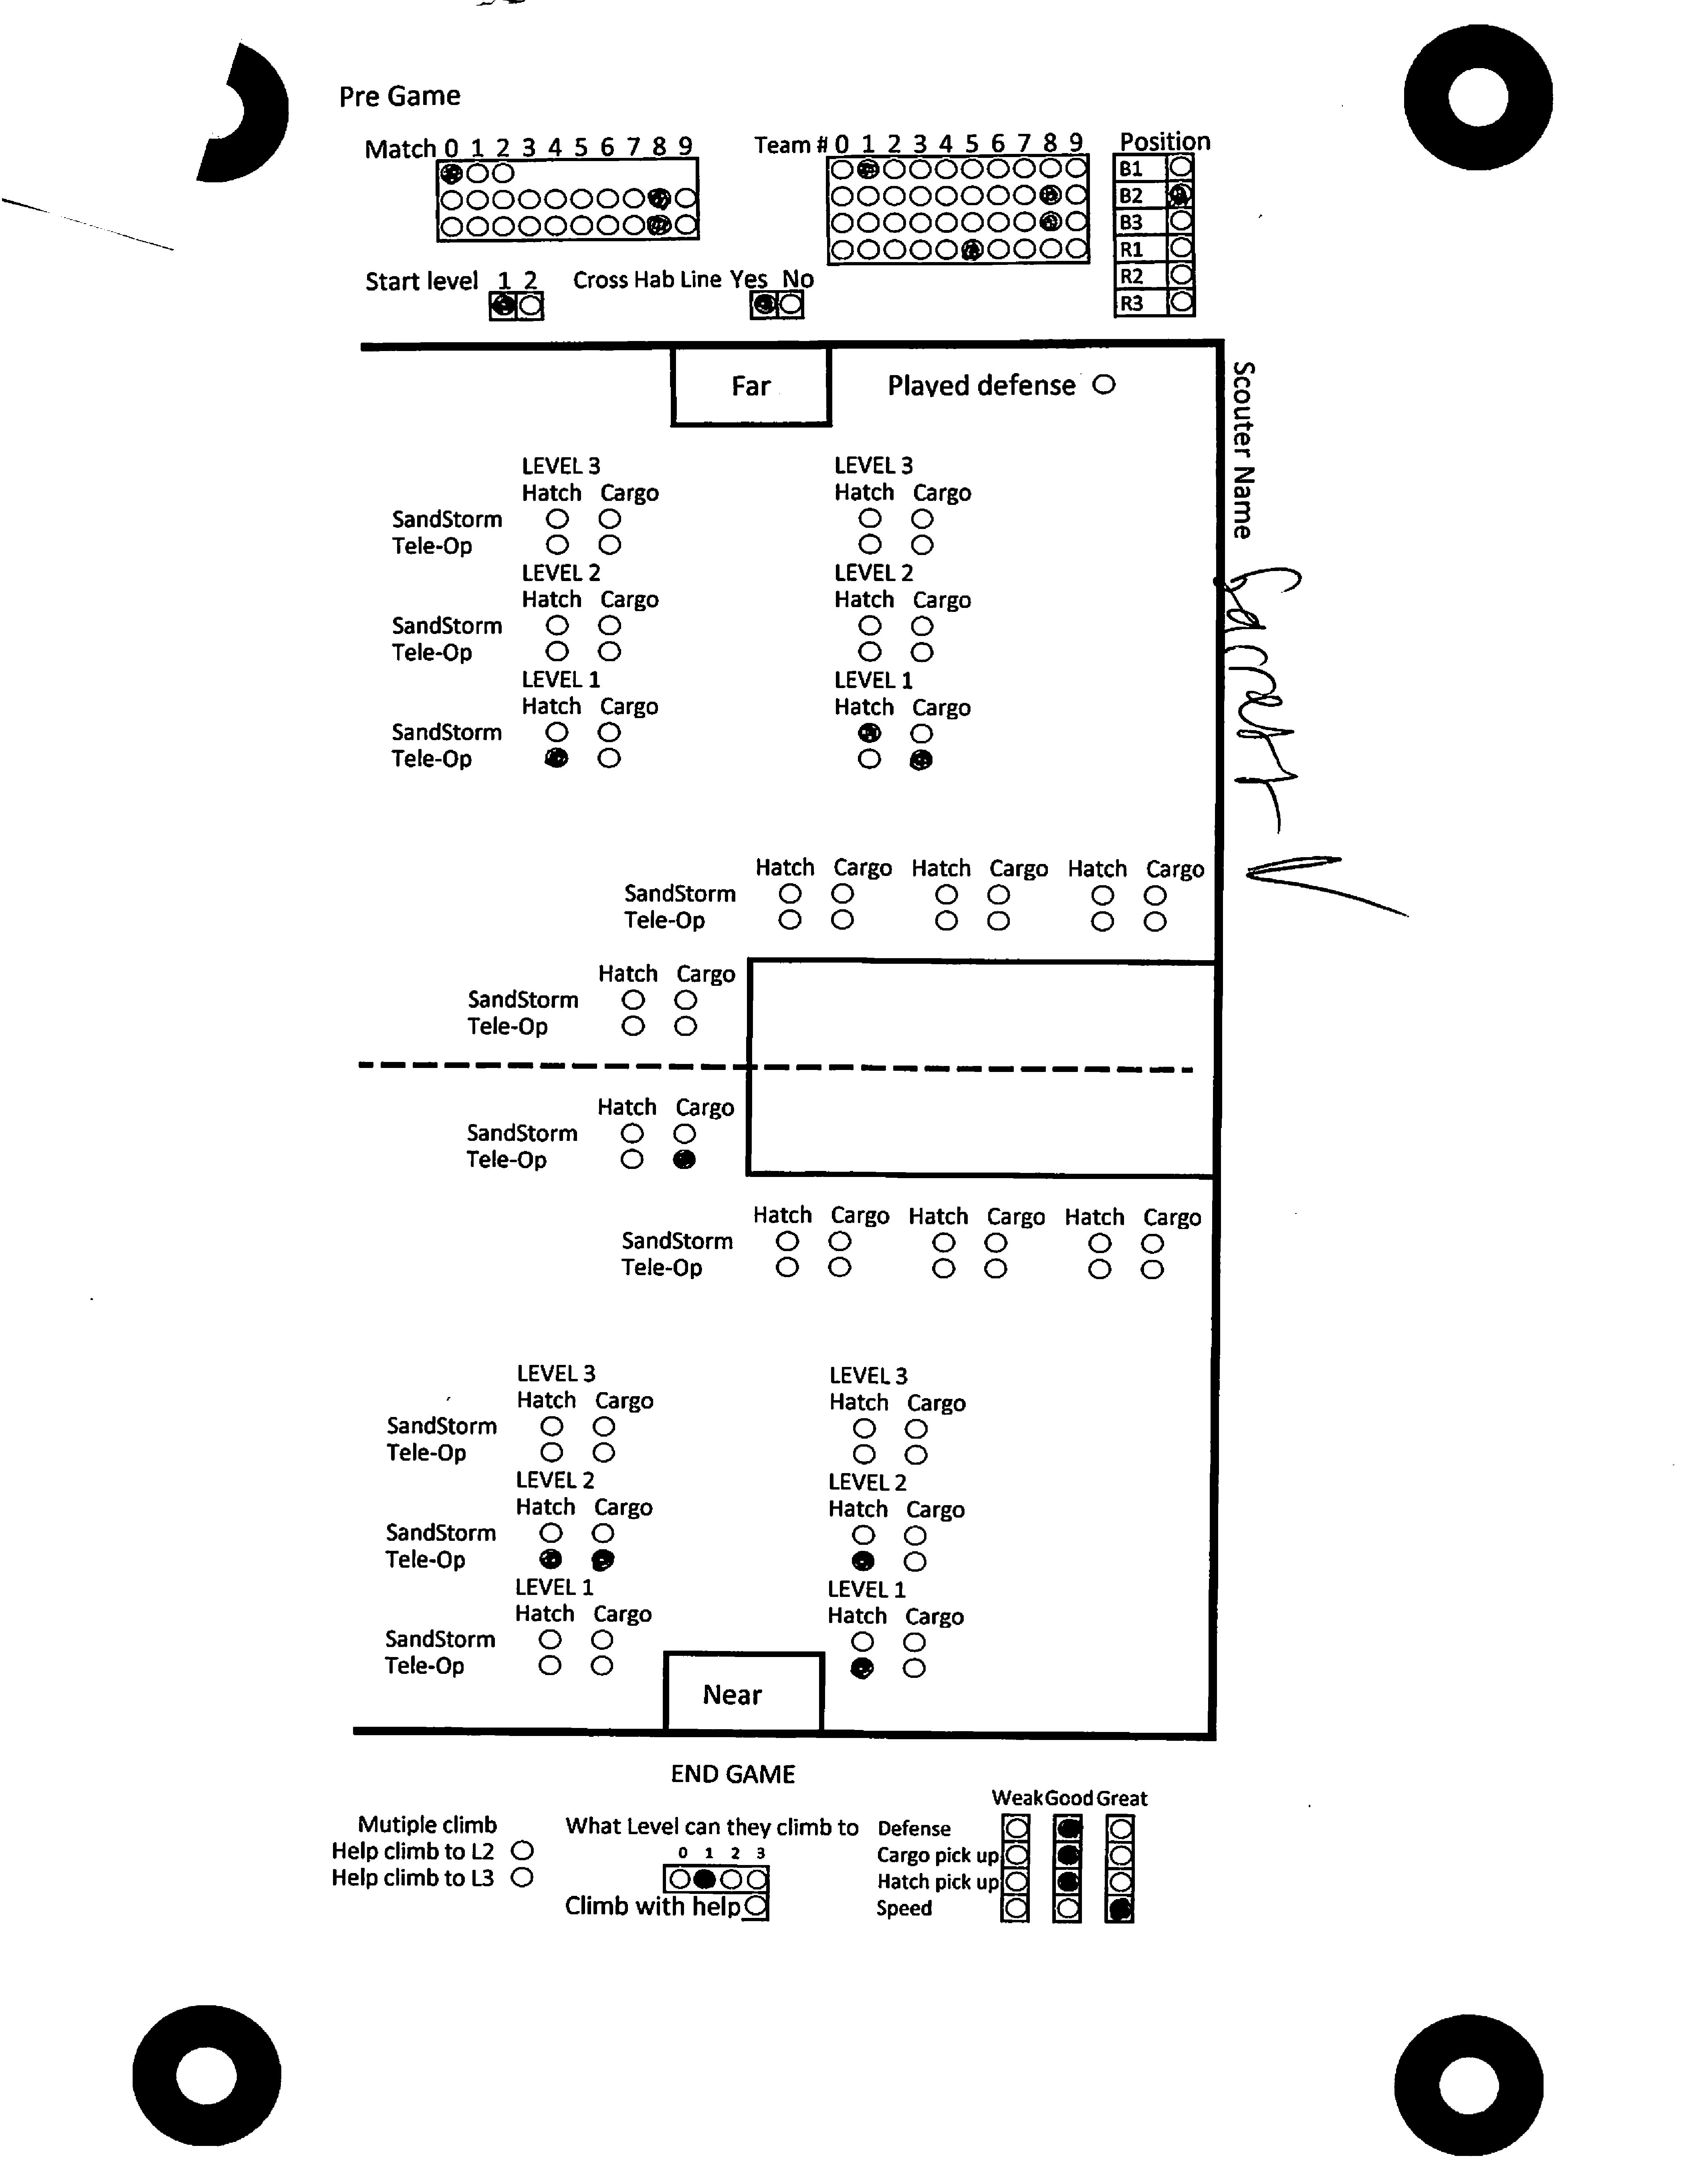 Pre Game
Match 0 1 2 3 4 5 6 7 8 9
Team # 0 1 2 3 4 5 6 7 8 9
Position
B1
B2
B3
R1
R2
R3
Start level 1 2
Cross Hab Line Yes No
Far
Played defense
Scouter Name
LEVEL 3 LEVEL 3
Hatch Cargo Hatch Cargo
SandStorm
Tele-Op
LEVEL 2 LEVEL 2
Hatch Cargo Hatch Cargo
SandStorm
Tele-Op
LEVEL 1 LEVEL 1
Hatch Cargo Hatch Cargo
SandStorm
Tele-Op
Hatch Cargo Hatch Cargo Hatch Cargo
SandStorm
Tele-Op
Hatch Cargo
SandStorm
Tele-Op
Hatch Cargo
SandStorm
Tele-Op
Hatch Cargo Hatch Cargo Hatch Cargo
SandStorm
Tele-Op
LEVEL 3 LEVEL 3
Hatch Cargo Hatch Cargo
SandStorm
Tele-Op
LEVEL 2 LEVEL 2
Hatch Cargo Hatch Cargo
SandStorm
Tele-Op
LEVEL 1 LEVEL 1
Hatch Cargo Hatch Cargo
SandStorm
Tele-Op
Near
END GAME
Mutiple climb
Help climb to L2
Help climb to L3
What Level can they climb to
0 1 2 3
Climb with help
Weak Good Great
Defense
Cargo pick up
Hatch pick up
Speed